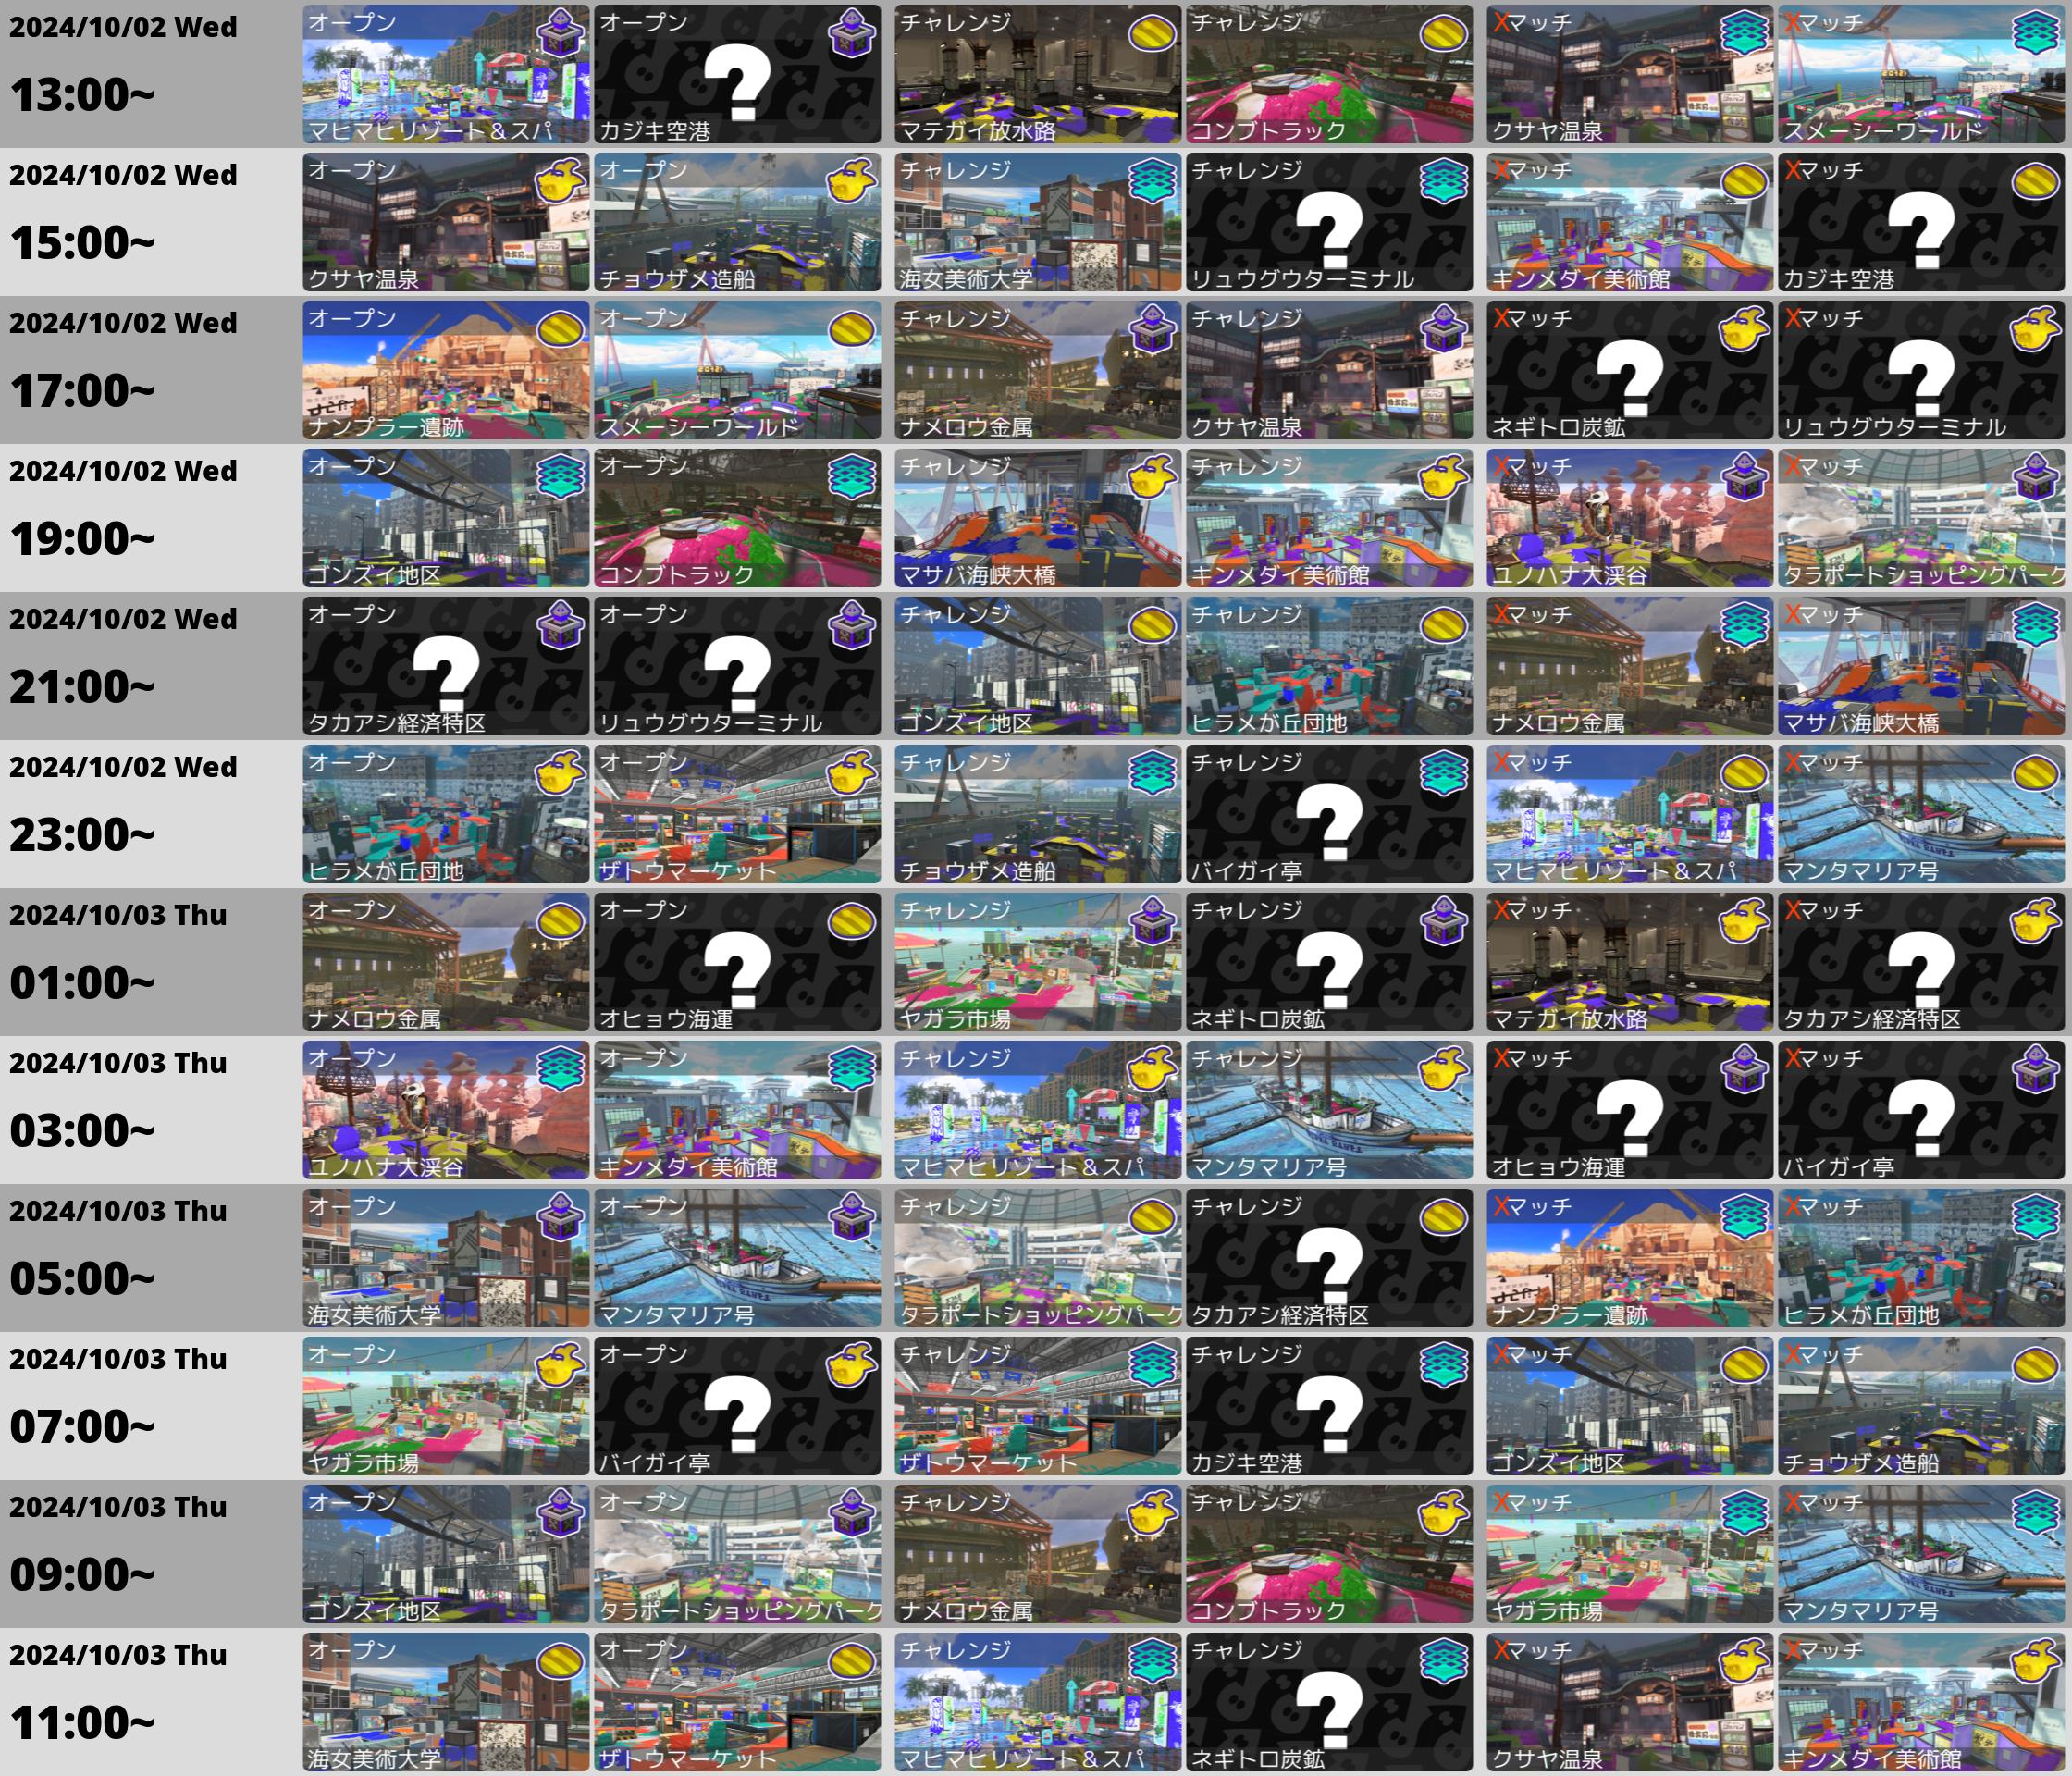 2024/10/02 Wed
13:00~
オープン オープン チャレンジ チャレンジ Xマッチ Xマッチ
マヒマヒリゾート＆スパ カジキ空港 マテガイ放水路 コンブトラック クサヤ温泉 スメーシーワールド
2024/10/02 Wed
15:00~
オープン オープン チャレンジ チャレンジ Xマッチ Xマッチ
クサヤ温泉 チョウザメ造船 海女美術大学 リュウグウターミナル キンメダイ美術館 カジキ空港
2024/10/02 Wed
17:00~
オープン オープン チャレンジ チャレンジ Xマッチ Xマッチ
ナンプラー遺跡 スメーシーワールド ナメロウ金属 クサヤ温泉 ネギトロ炭鉱 リュウグウターミナル
2024/10/02 Wed
19:00~
オープン オープン チャレンジ チャレンジ Xマッチ Xマッチ
ゴンズイ地区 コンブトラック マサバ海峡大橋 キンメダイ美術館 ユノハナ大渓谷 タラポートショッピングパーク
2024/10/02 Wed
21:00~
オープン オープン チャレンジ チャレンジ Xマッチ Xマッチ
タカアシ経済特区 リュウグウターミナル ゴンズイ地区 ヒラメが丘団地 ナメロウ金属 マサバ海峡大橋
2024/10/02 Wed
23:00~
オープン オープン チャレンジ チャレンジ Xマッチ Xマッチ
ヒラメが丘団地 ザトウマーケット チョウザメ造船 バイガイ亭 マヒマヒリゾート＆スパ マンタマリア号
2024/10/03 Thu
01:00~
オープン オープン チャレンジ チャレンジ Xマッチ Xマッチ
ナメロウ金属 オヒョウ海運 ヤガラ市場 ネギトロ炭鉱 マテガイ放水路 タカアシ経済特区
2024/10/03 Thu
03:00~
オープン オープン チャレンジ チャレンジ Xマッチ Xマッチ
ユノハナ大渓谷 キンメダイ美術館 マヒマヒリゾート＆スパ マンタマリア号 オヒョウ海運 バイガイ亭
2024/10/03 Thu
05:00~
オープン オープン チャレンジ チャレンジ Xマッチ Xマッチ
海女美術大学 マンタマリア号 タラポートショッピングパーク タカアシ経済特区 ナンプラー遺跡 ヒラメが丘団地
2024/10/03 Thu
07:00~
オープン オープン チャレンジ チャレンジ Xマッチ Xマッチ
ヤガラ市場 バイガイ亭 ザトウマーケット カジキ空港 ゴンズイ地区 チョウザメ造船
2024/10/03 Thu
09:00~
オープン オープン チャレンジ チャレンジ Xマッチ Xマッチ
ゴンズイ地区 タラポートショッピングパーク ナメロウ金属 コンブトラック ヤガラ市場 マンタマリア号
2024/10/03 Thu
11:00~
オープン オープン チャレンジ チャレンジ Xマッチ Xマッチ
海女美術大学 ザトウマーケット マヒマヒリゾート＆スパ ネギトロ炭鉱 クサヤ温泉 キンメダイ美術館